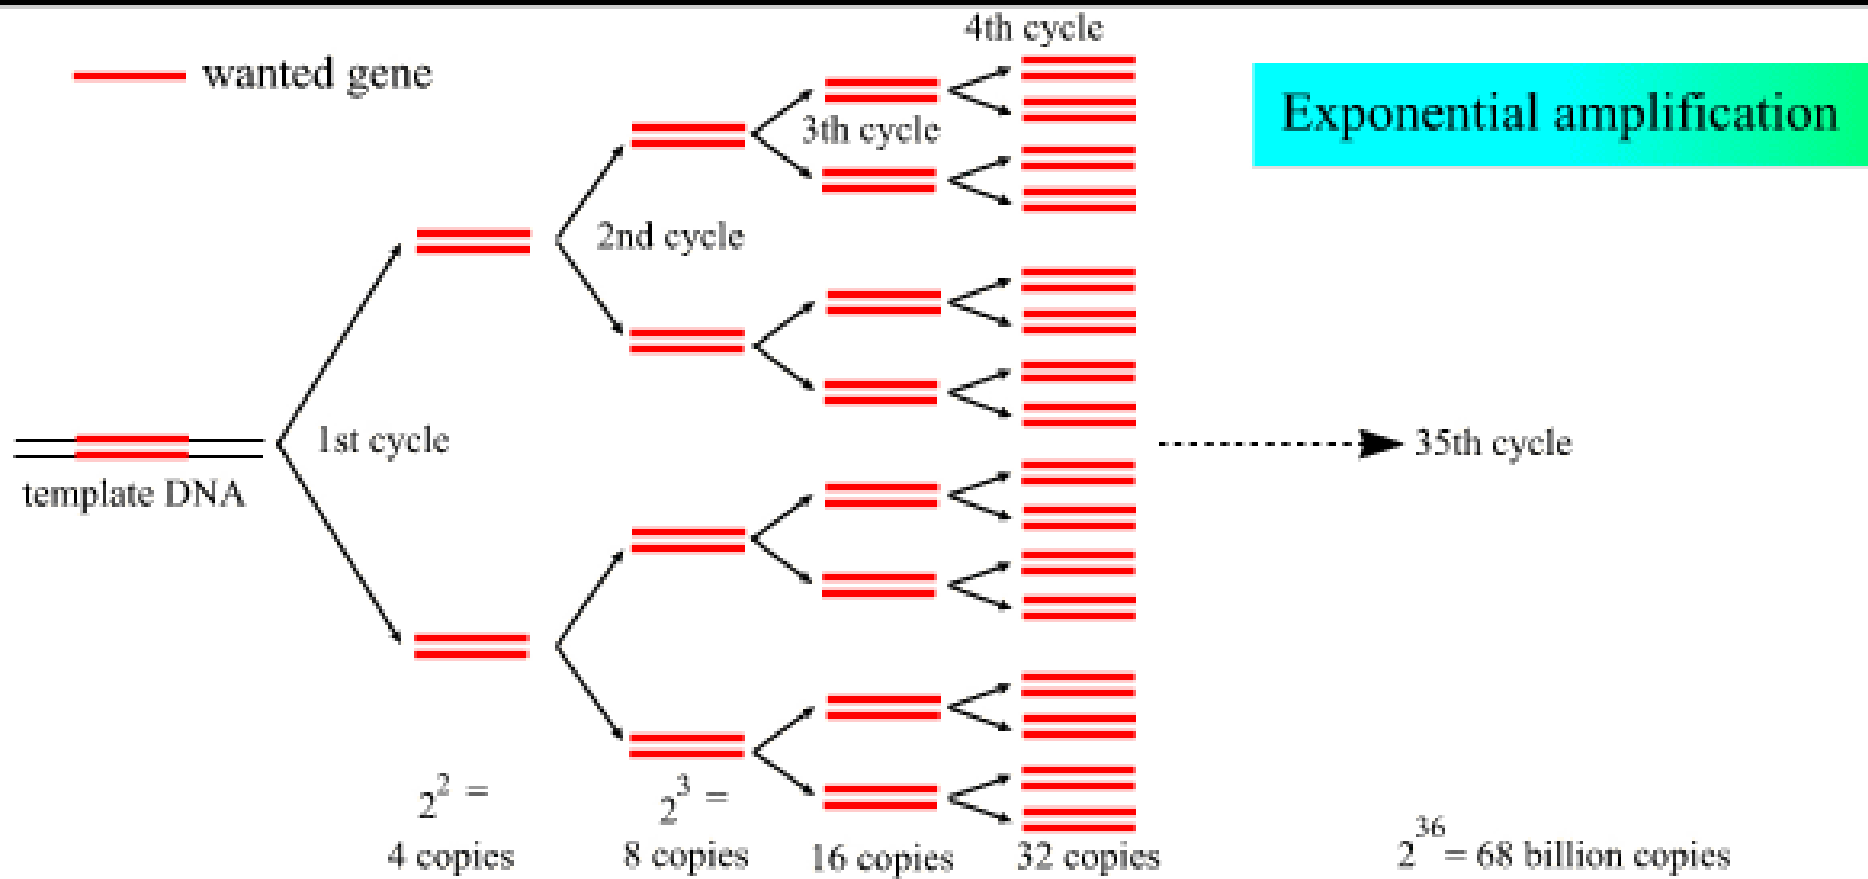 4th cycle
wanted gene
Exponential amplification
3th cycle
2nd cycle
1st cycle
35th cycle
template DNA
2^2 =
4 copies
2^3 =
8 copies
16 copies
32 copies
2^36 = 68 billion copies